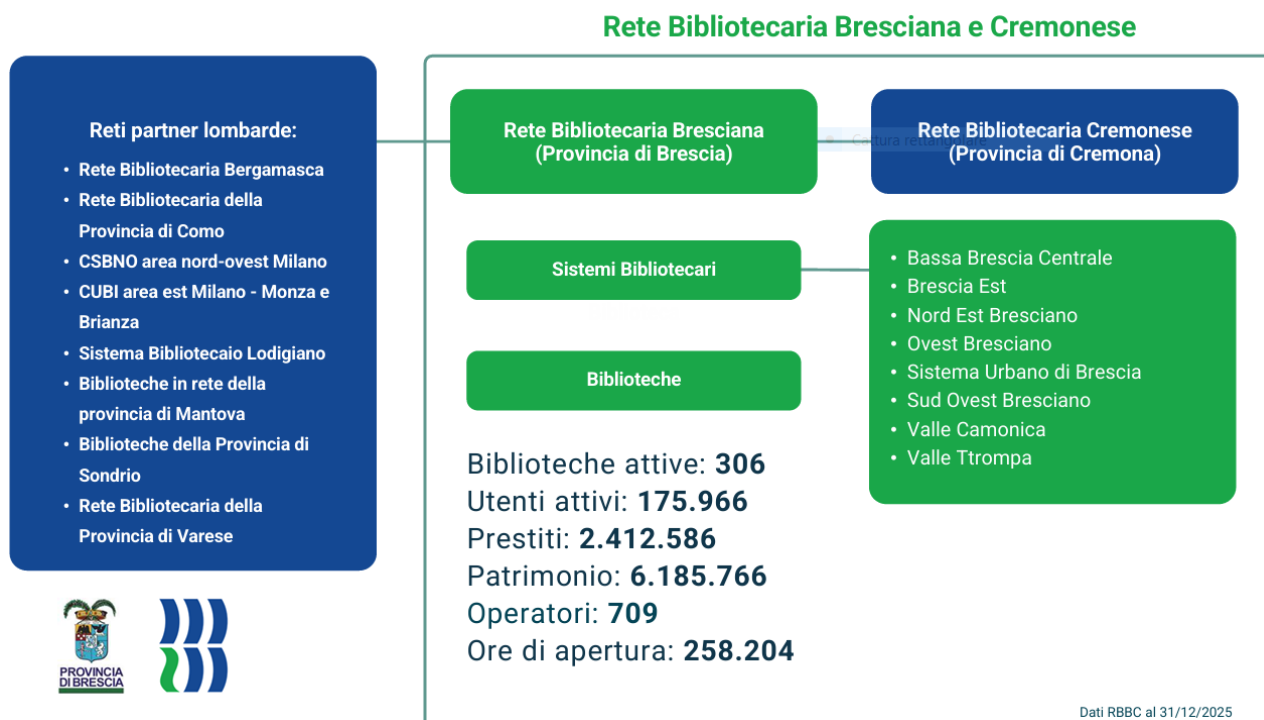 Rete Bibliotecaria Bresciana e Cremonese
Reti partner lombarde:
• Rete Bibliotecaria Bergamasca
• Rete Bibliotecaria della
Provincia di Como
• CSBNO area nord-ovest Milano
• CUBI area est Milano - Monza e
Brianza
• Sistema Bibliotecaio Lodigiano
• Biblioteche in rete della
provincia di Mantova
• Biblioteche della Provincia di
Sondrio
• Rete Bibliotecaria della
Provincia di Varese
PROVINCIA
DI BRESCIA
Rete Bibliotecaria Bresciana
(Provincia di Brescia)
Cattura rettangolare
Rete Bibliotecaria Cremonese
(Provincia di Cremona)
Sistemi Bibliotecari
• Bassa Brescia Centrale
• Brescia Est
• Nord Est Bresciano
• Ovest Bresciano
• Sistema Urbano di Brescia
• Sud Ovest Bresciano
• Valle Camonica
• Valle Ttrompa
Biblioteche
Biblioteche attive: 306
Utenti attivi: 175.966
Prestiti: 2.412.586
Patrimonio: 6.185.766
Operatori: 709
Ore di apertura: 258.204
Dati RBBC al 31/12/2025